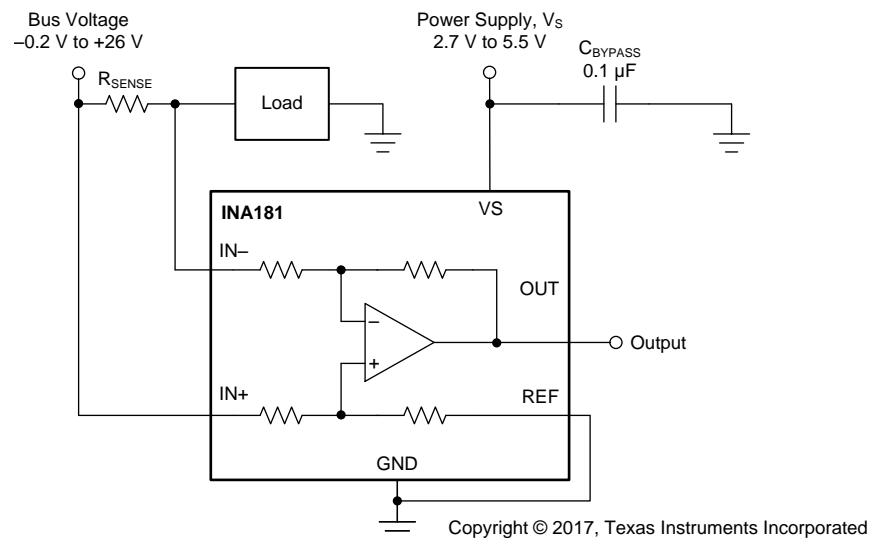 Bus Voltage
–0.2 V to +26 V
Power Supply, VS
2.7 V to 5.5 V
CBYPASS
0.1 µF
RSENSE
Load
INA181
VS
IN–
OUT
–
Output
+
IN+
REF
GND
Copyright © 2017, Texas Instruments Incorporated